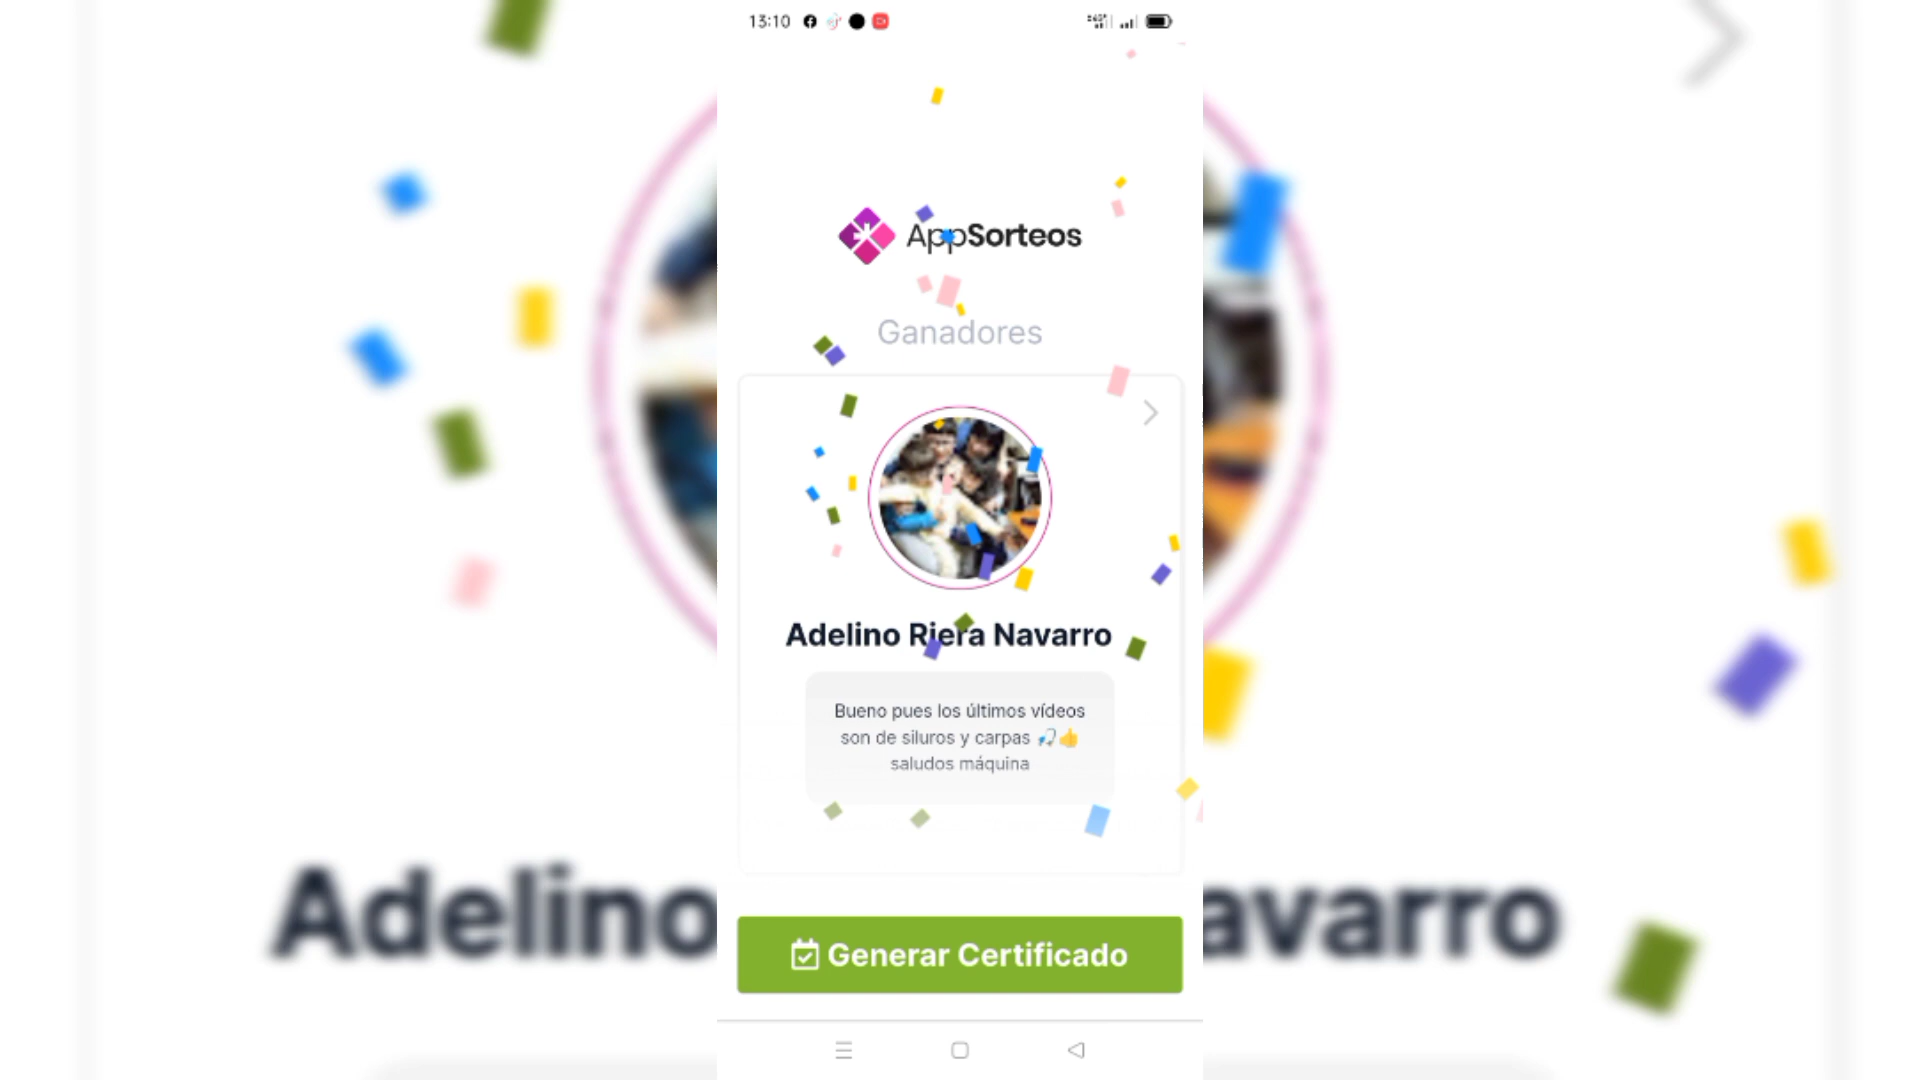 13:10
AppSorteos
Ganadores
Adelino Riera Navarro
Bueno pues los últimos vídeos
son de siluros y carpas 🎣👍
saludos máquina
Generar Certificado
Adelino
avarro